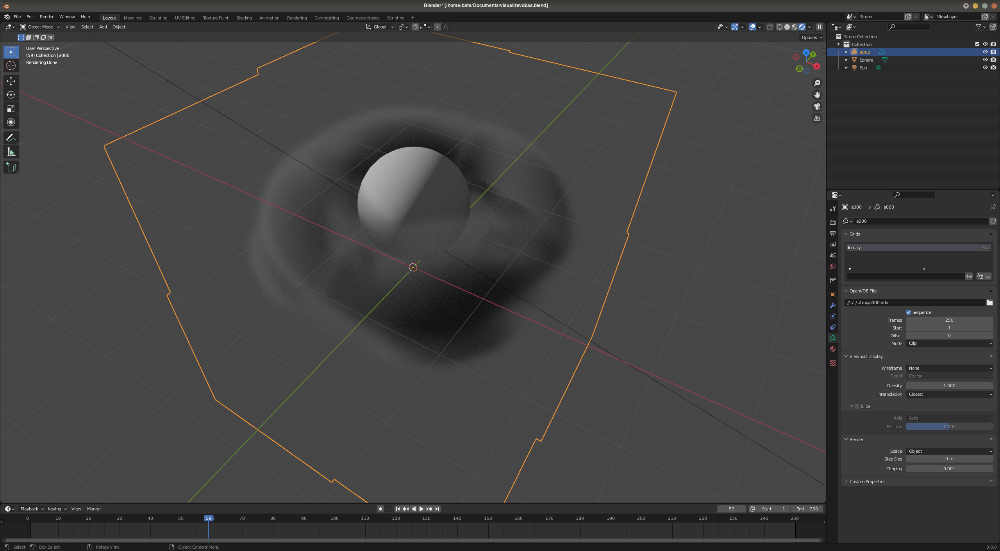 Blender* [/home/bate/Documents/visualizevdbaa.blend]
File Edit Render Window Help Layout Modeling Sculpting UV Editing Texture Paint Shading Animation Rendering Compositing Geometry Nodes Scripting + Scene ViewLayer
Object Mode View Select Add Object Global
Options
User Perspective
(59) Collection | a000
Rendering Done
Z Y X
Scene Collection
Collection
a000
Sphere
Sun
a000 > a000
a000
Grids
density Float
AZ
OpenVDB File
//../../../tmp/a000.vdb
Sequence
Frames 250
Start 1
Offset 0
Mode Clip
Viewport Display
Wireframe None
Detail Coarse
Density 1.000
Interpolation Closest
Slice
Axis Auto
Position 0.500
Render
Space Object
Step Size 0 m
Clipping 0.001
Custom Properties
Playback Keying View Marker 59 Start 1 End 250
0 10 20 30 40 50 59 70 80 90 100 110 120 130 140 150 160 170 180 190 200 210 220 230 240 250
Select Box Select Rotate View Object Context Menu 3.0.0